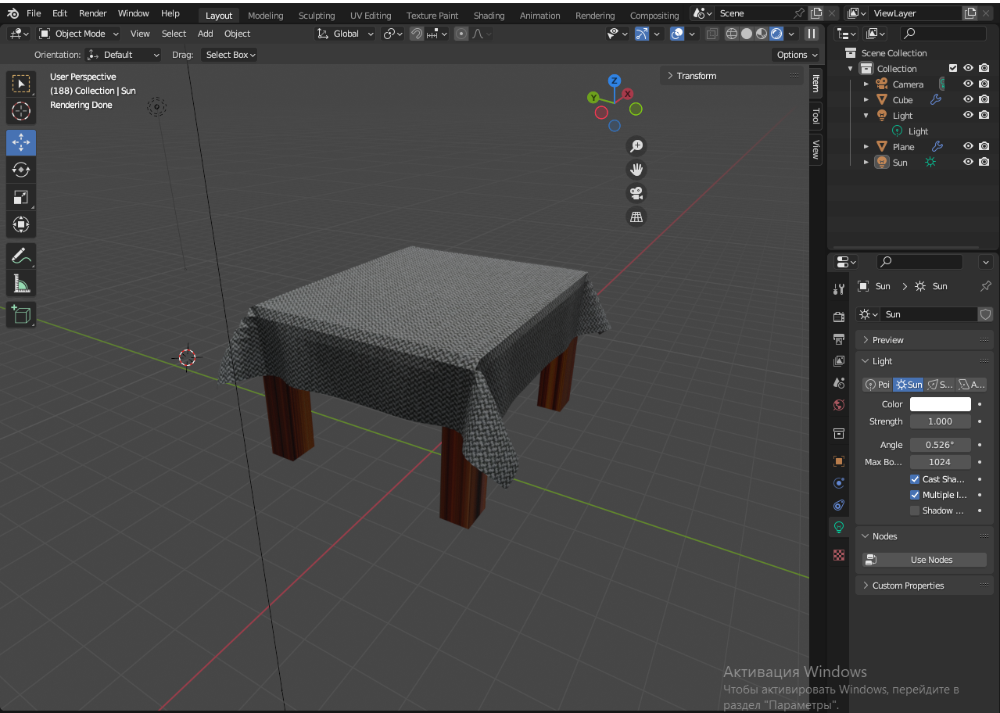 File Edit Render Window Help Layout Modeling Sculpting UV Editing Texture Paint Shading Animation Rendering Compositing Scene ViewLayer
Object Mode View Select Add Object Global
Orientation: Default Drag: Select Box Options
User Perspective
(188) Collection | Sun
Rendering Done
Transform
Z
Y
X
Item
Tool
View
Scene Collection
Collection
Camera
Cube
Light
Light
Plane
Sun
Sun Sun
Sun
Preview
Light
Poi Sun S... A...
Color
Strength 1.000
Angle 0.526°
Max Bo... 1024
Cast Sha...
Multiple I...
Shadow ...
Nodes
Use Nodes
Custom Properties
Активация Windows
Чтобы активировать Windows, перейдите в
раздел "Параметры".